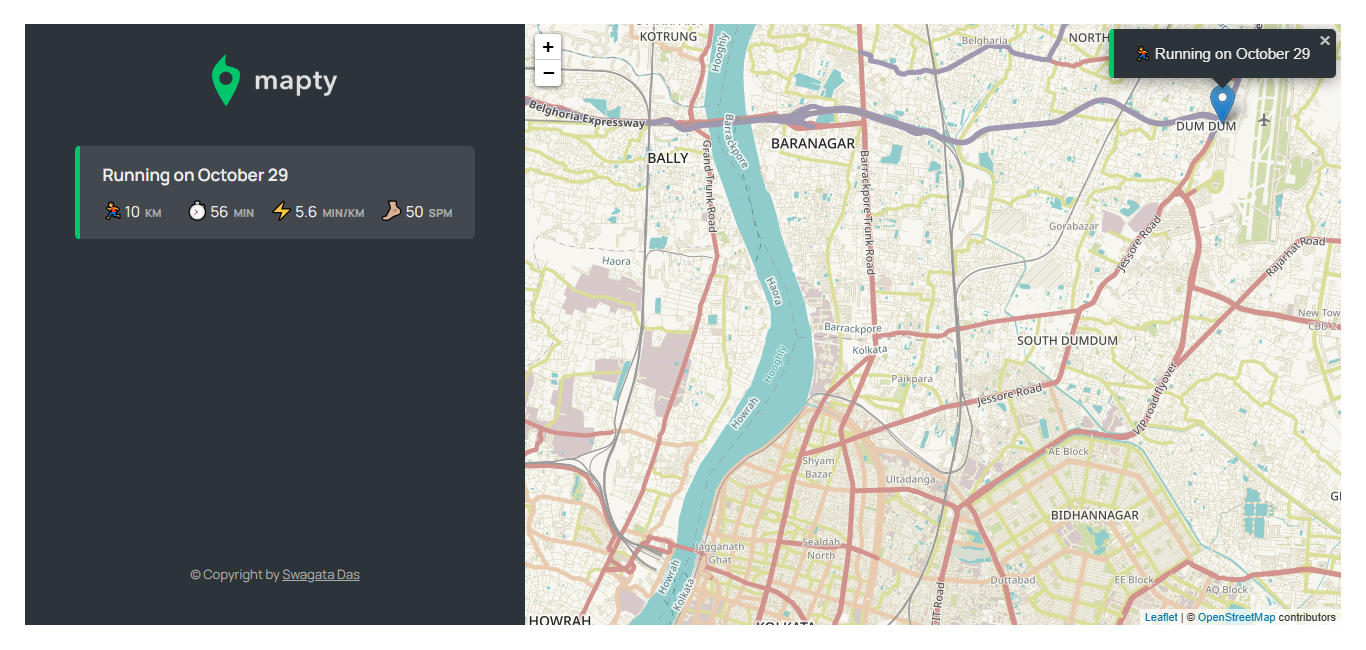 mapty
Running on October 29
10 KM 56 MIN 5.6 MIN/KM 50 SPM
© Copyright by Swagata Das
+
−
KOTRUNG
Hooghly
Belgharia
NORTH
Running on October 29
×
Belghoria Expressway
Barrackpore
DUM DUM
BALLY
Grand Trunk Road
BARANAGAR
Barrackpore Trunk Road
Gorabazar
Jessore Road
Rajarhat Road
Haora
Haora
New Tow
CBD 2
Barrackpore
Kolkata
SOUTH DUMDUM
Hooghly
Paikpara
Jessore Road
VIP road flyover
Howrah
AE Block
Shyam
Bazar
Ultadanga
BIDHANNAGAR
Jagganath
Ghat
Sealdah
North
Howrah
Kolkata
Duttabad
EE Block
AQ Block
CIT Road
HOWRAH
KOLKATA
Leaflet | © OpenStreetMap contributors